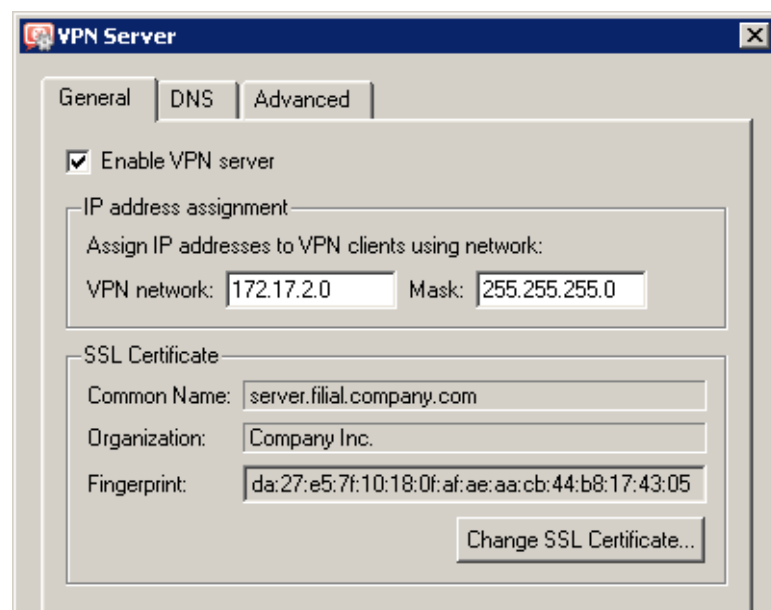 VPN Server
General DNS Advanced
Enable VPN server
IP address assignment
Assign IP addresses to VPN clients using network:
VPN network: 172.17.2.0 Mask: 255.255.255.0
SSL Certificate
Common Name: server.filial.company.com
Organization: Company Inc.
Fingerprint: da:27:e5:7f:10:18:0f:af:ae:aa:cb:44:b8:17:43:05
Change SSL Certificate...